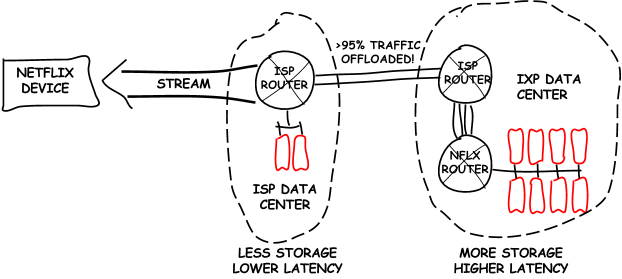 NETFLIX
DEVICE
STREAM
ISP
ROUTER
>95% TRAFFIC
OFFLOADED!
ISP
ROUTER
IXP DATA
CENTER
NFLX
ROUTER
ISP DATA
CENTER
LESS STORAGE
LOWER LATENCY
MORE STORAGE
HIGHER LATENCY